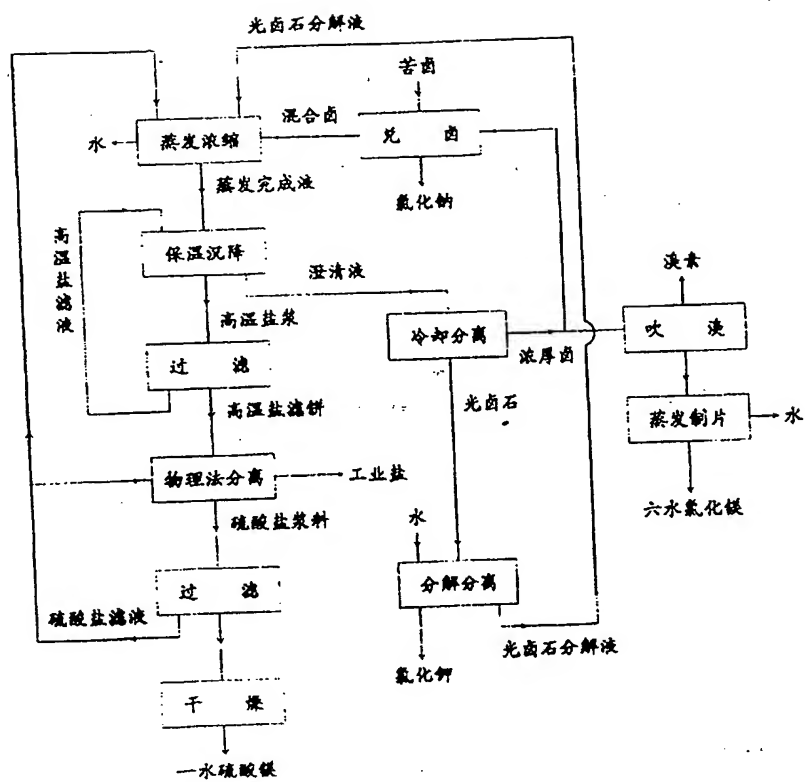 光卤石分解液
苦卤
混合卤
水
蒸发浓缩
兑 卤
蒸发完成液
氯化钠
高温盐滤液
保温沉降
澄清液
溴素
高温盐浆
冷却分离
浓厚卤
吹 溴
过 滤
光卤石
高温盐滤饼
蒸发制片
水
物理法分离
工业盐
水
六水氯化镁
硫酸盐浆料
过 滤
分解分离
硫酸盐滤液
光卤石分解液
氯化钾
干 燥
一水硫酸镁